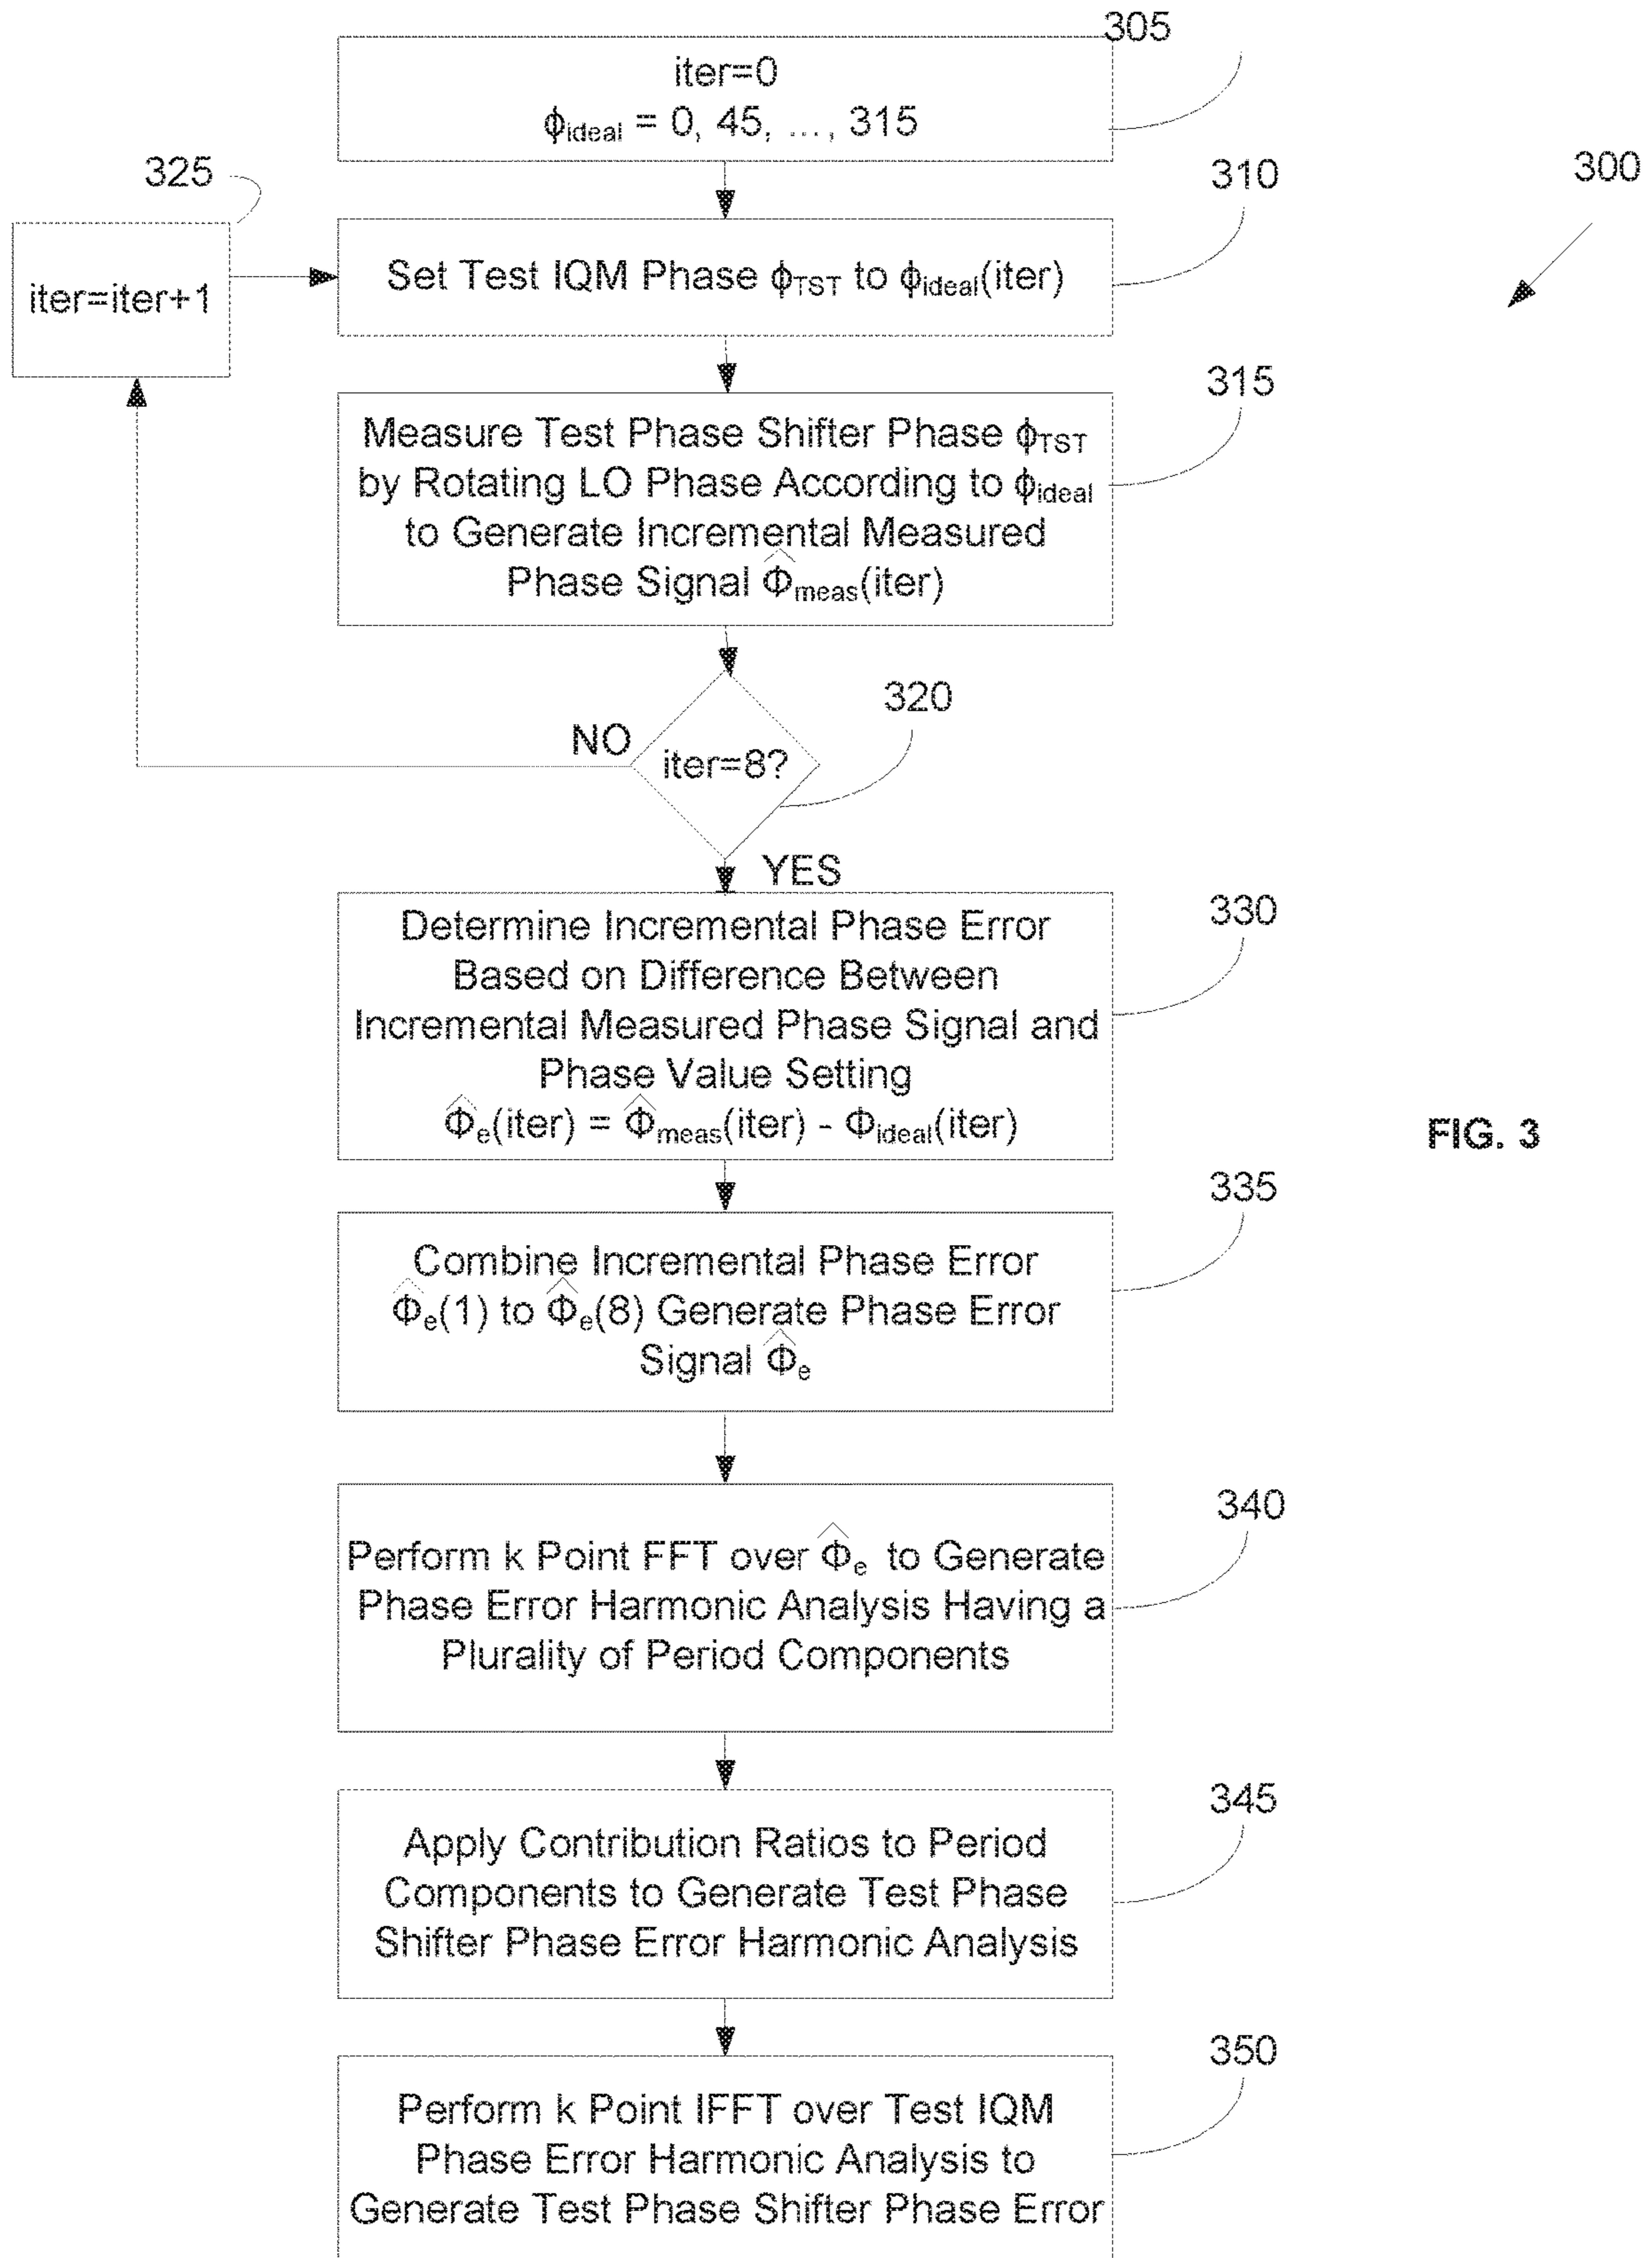 305
iter=0
ϕideal = 0, 45, ..., 315
325
310
300
iter=iter+1
Set Test IQM Phase ϕTST to ϕideal(iter)
315
Measure Test Phase Shifter Phase ϕTST
by Rotating LO Phase According to ϕideal
to Generate Incremental Measured
Phase Signal Φ̂meas(iter)
320
NO
iter=8?
YES
330
Determine Incremental Phase Error
Based on Difference Between
Incremental Measured Phase Signal and
Phase Value Setting
Φ̂e(iter) = Φ̂meas(iter) - Φideal(iter)
FIG. 3
335
Combine Incremental Phase Error
Φ̂e(1) to Φ̂e(8) Generate Phase Error
Signal Φ̂e
340
Perform k Point FFT over Φ̂e to Generate
Phase Error Harmonic Analysis Having a
Plurality of Period Components
345
Apply Contribution Ratios to Period
Components to Generate Test Phase
Shifter Phase Error Harmonic Analysis
350
Perform k Point IFFT over Test IQM
Phase Error Harmonic Analysis to
Generate Test Phase Shifter Phase Error